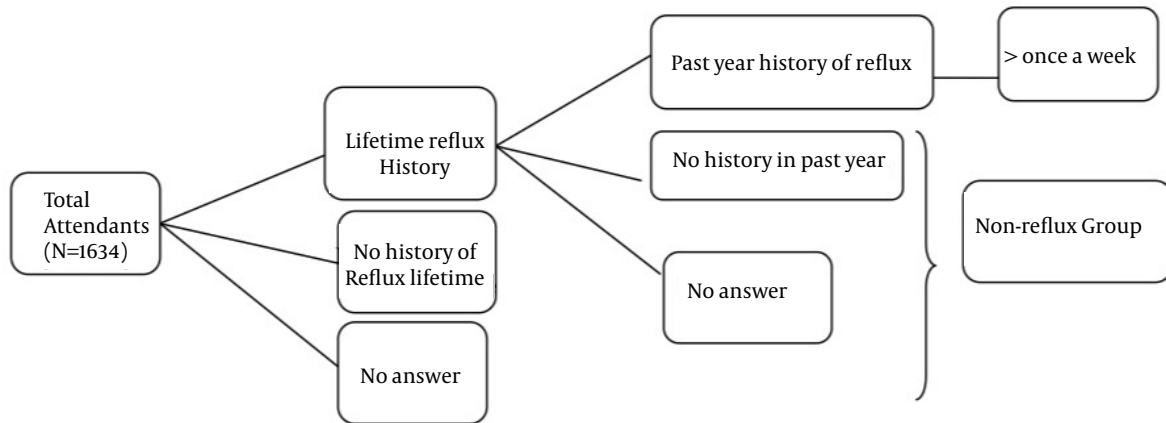 Total
Attendants
(N=1634)
Lifetime reflux
History
No history of
Reflux lifetime
No answer
Past year history of reflux
No history in past year
No answer
> once a week
Non-reflux Group